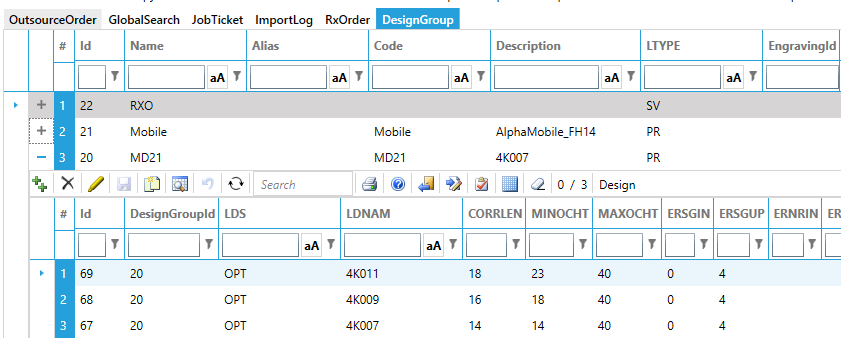 OutsourceOrder GlobalSearch JobTicket ImportLog RxOrder DesignGroup
# Id Name Alias Code Description LTYPE EngravingId
aA aA aA aA aA
1 22 RXO SV
2 21 Mobile Mobile AlphaMobile_FH14 PR
3 20 MD21 MD21 4K007 PR
Search 0 / 3 Design
# Id DesignGroupId LDS LDNAM CORRLEN MINOCHT MAXOCHT ERSGIN ERSGUP ERNRIN ER
aA aA
1 69 20 OPT 4K011 18 23 40 0 4
2 68 20 OPT 4K009 16 18 40 0 4
3 67 20 OPT 4K007 14 14 40 0 4